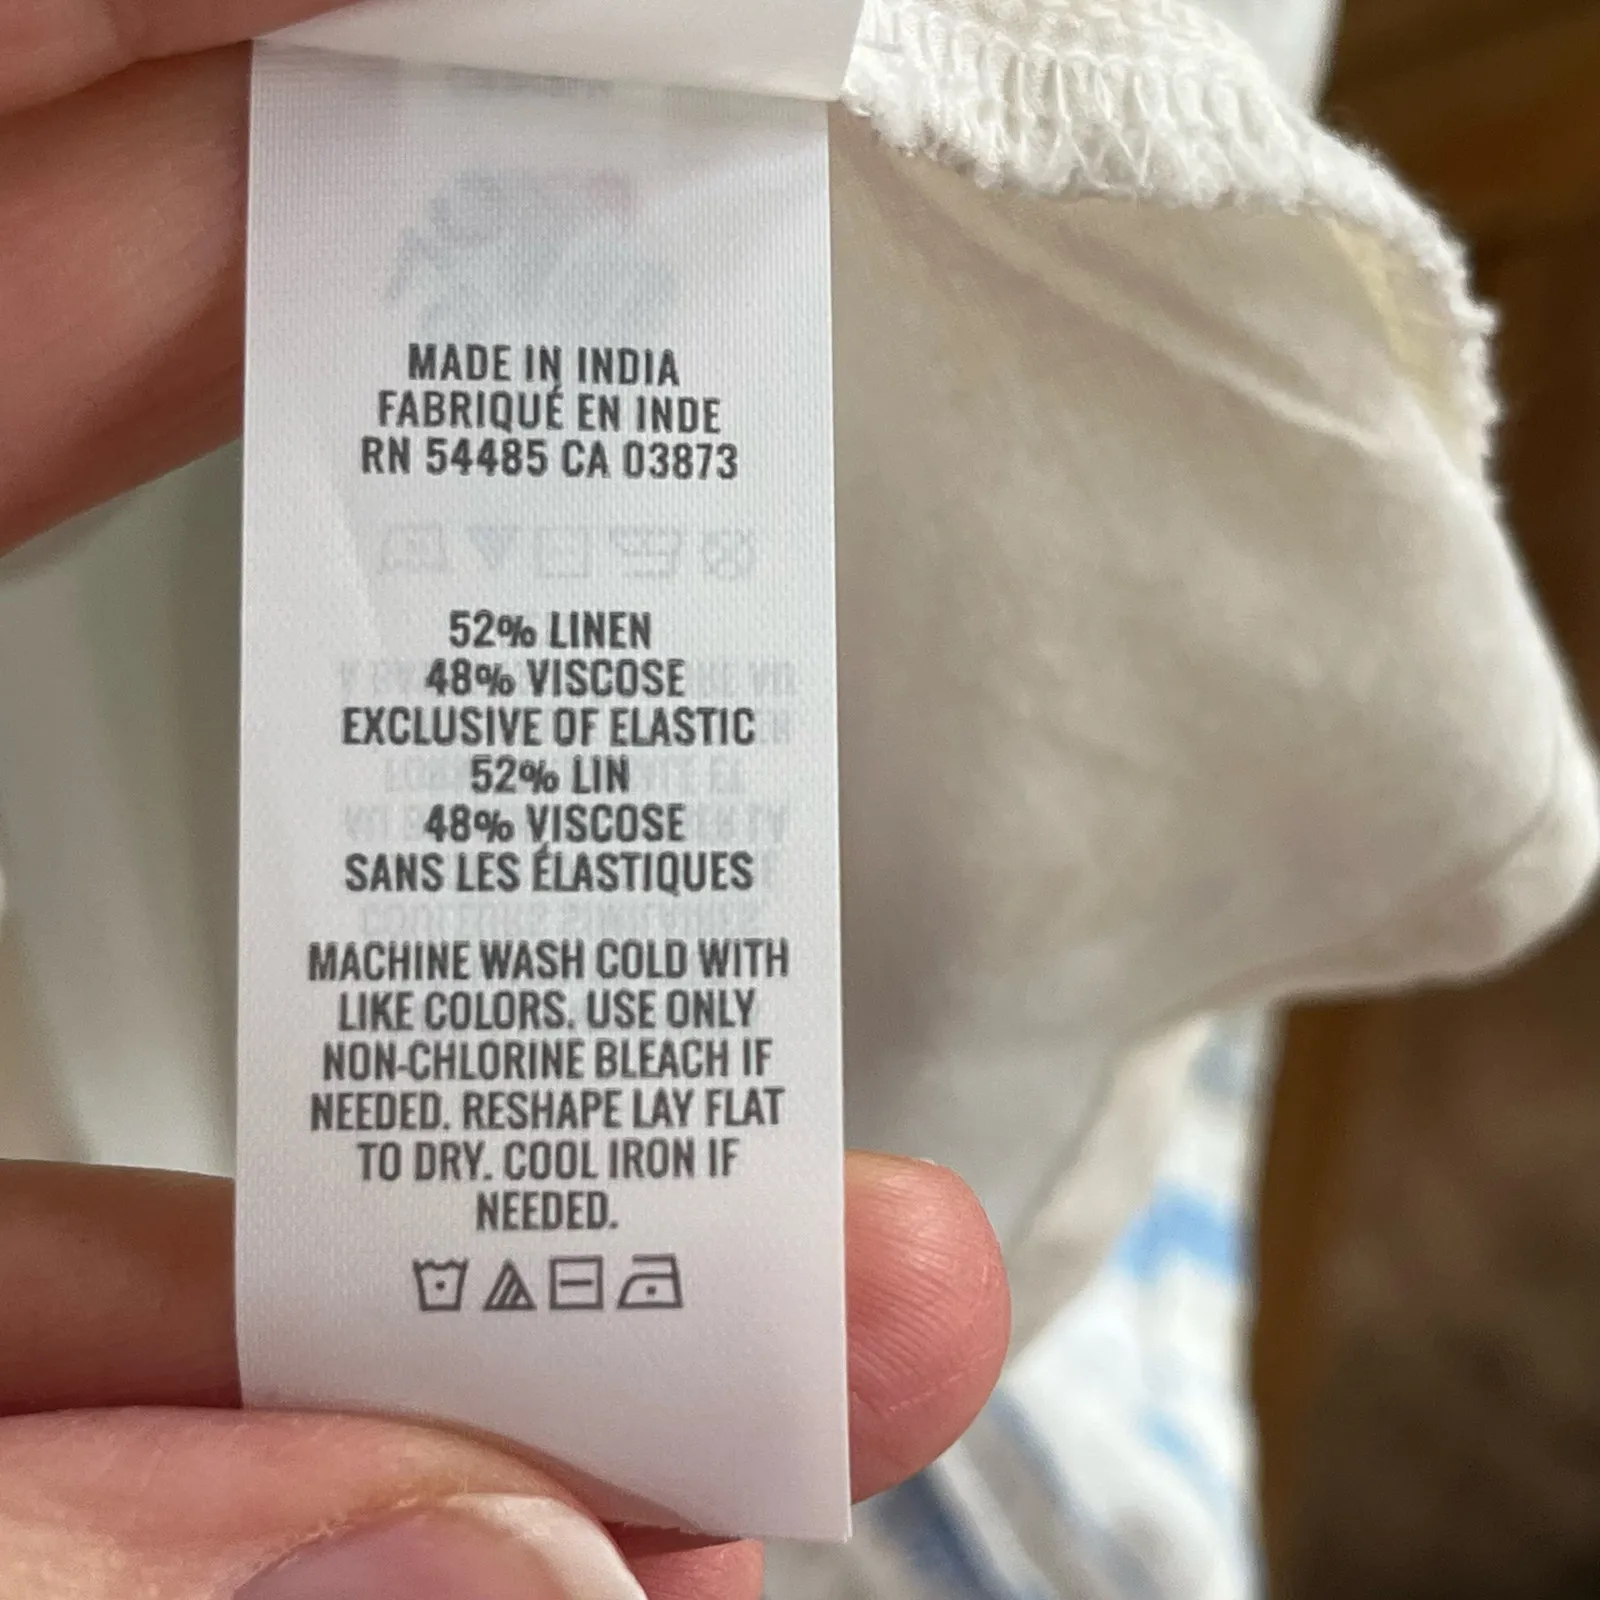 MADE IN INDIA
FABRIQUÉ EN INDE
RN 54485 CA 03873
52% LINEN
48% VISCOSE
EXCLUSIVE OF ELASTIC
52% LIN
48% VISCOSE
SANS LES ÉLASTIQUES
MACHINE WASH COLD WITH
LIKE COLORS. USE ONLY
NON-CHLORINE BLEACH IF
NEEDED. RESHAPE LAY FLAT
TO DRY. COOL IRON IF
NEEDED.